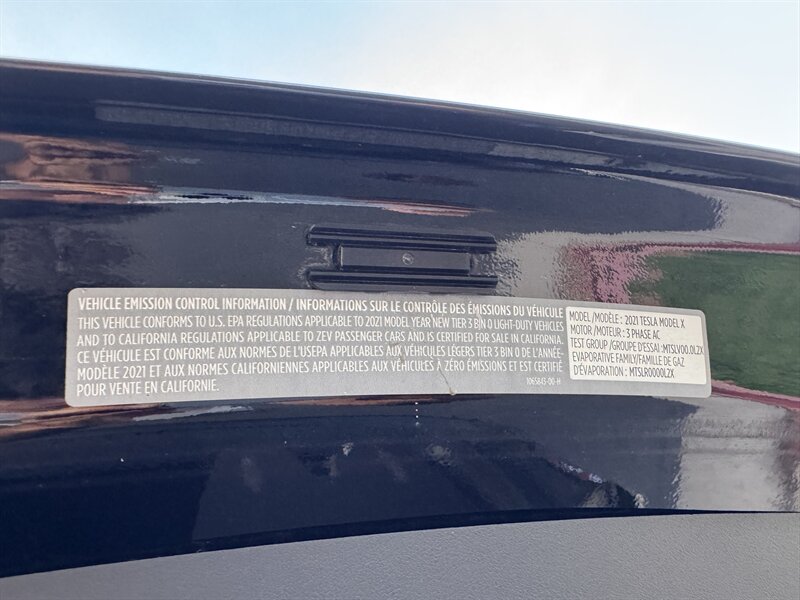 VEHICLE EMISSION CONTROL INFORMATION / INFORMATIONS SUR LE CONTRÔLE DES ÉMISSIONS DU VÉHICULE
THIS VEHICLE CONFORMS TO U.S. EPA REGULATIONS APPLICABLE TO 2021 MODEL YEAR NEW TIER 3 BIN 0 LIGHT-DUTY VEHICLES
AND TO CALIFORNIA REGULATIONS APPLICABLE TO ZEV PASSENGER CARS AND IS CERTIFIED FOR SALE IN CALIFORNIA.
CE VÉHICULE EST CONFORME AUX NORMES DE L'USEPA APPLICABLES AUX VÉHICULES LÉGERS TIER 3 BIN 0 DE L'ANNÉE-
MODÈLE 2021 ET AUX NORMES CALIFORNIENNES APPLICABLES AUX VÉHICULES À ZÉRO ÉMISSIONS ET EST CERTIFIÉ
POUR VENTE EN CALIFORNIE.
1065843-00-H
MODEL / MODÈLE : 2021 TESLA MODEL X
MOTOR / MOTEUR : 3 PHASE AC
TEST GROUP / GROUPE D'ESSAI : MTSLV00.0L2X
EVAPORATIVE FAMILY/FAMILLE DE GAZ
D'ÉVAPORATION : MTSLR0000L2X